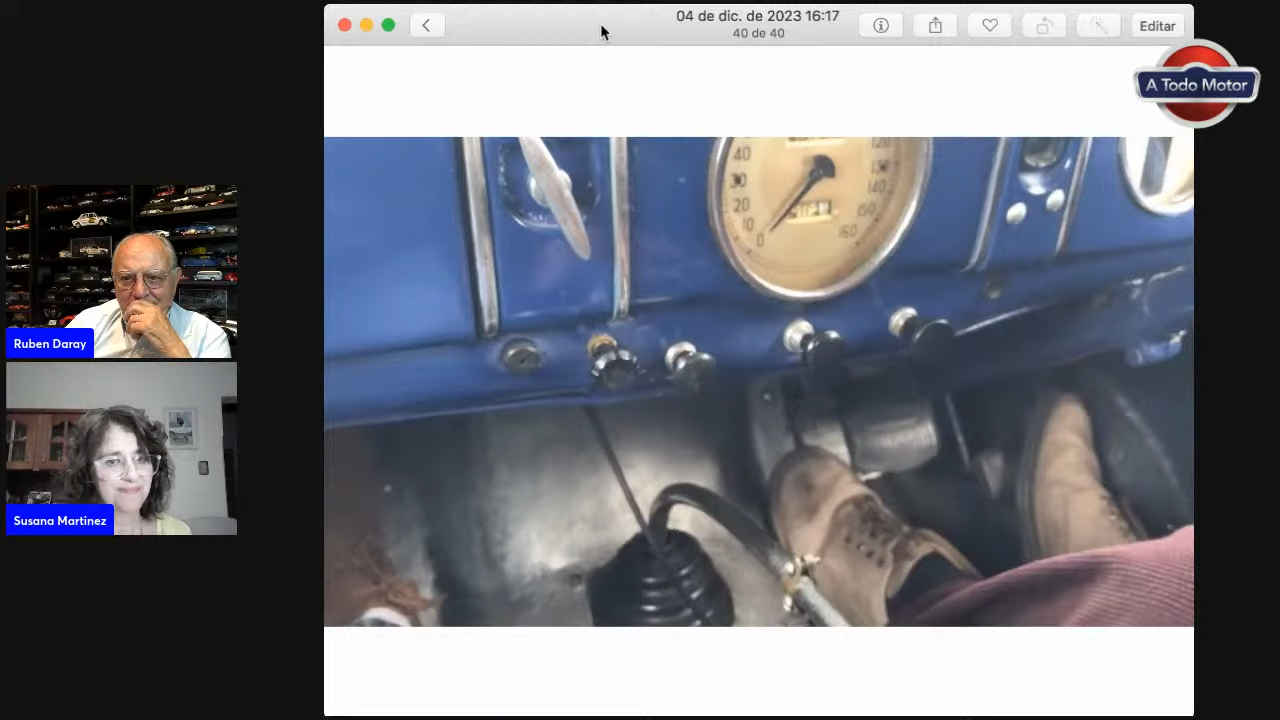 04 de dic. de 2023 16:17
40 de 40
Editar
A Todo Motor
40
30
20
10
0
120
130
140
150
160
Ruben Daray
Susana Martinez